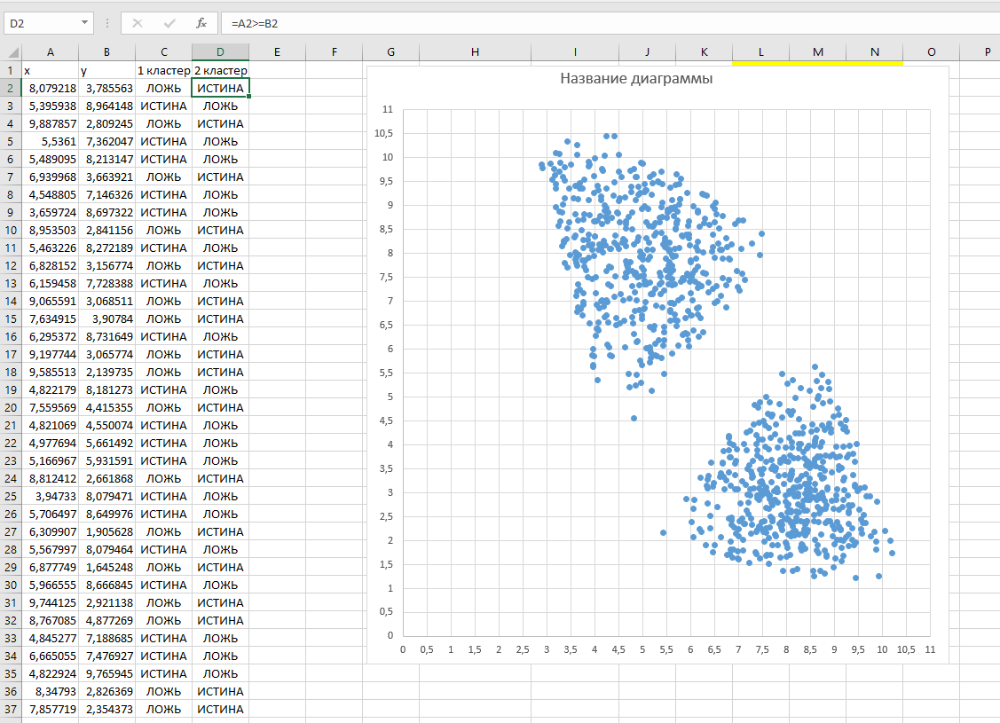 D2 fx =A2>=B2
A B C D E F G H I J K L M N O P
1 x y 1 кластер 2 кластер
2 8,079218 3,785563 ЛОЖЬ ИСТИНА
3 5,395938 8,964148 ИСТИНА ЛОЖЬ
4 9,887857 2,809245 ЛОЖЬ ИСТИНА
5 5,5361 7,362047 ИСТИНА ЛОЖЬ
6 5,489095 8,213147 ИСТИНА ЛОЖЬ
7 6,939968 3,663921 ЛОЖЬ ИСТИНА
8 4,548805 7,146326 ИСТИНА ЛОЖЬ
9 3,659724 8,697322 ИСТИНА ЛОЖЬ
10 8,953503 2,841156 ЛОЖЬ ИСТИНА
11 5,463226 8,272189 ИСТИНА ЛОЖЬ
12 6,828152 3,156774 ЛОЖЬ ИСТИНА
13 6,159458 7,728388 ИСТИНА ЛОЖЬ
14 9,065591 3,068511 ЛОЖЬ ИСТИНА
15 7,634915 3,90784 ЛОЖЬ ИСТИНА
16 6,295372 8,731649 ИСТИНА ЛОЖЬ
17 9,197744 3,065774 ЛОЖЬ ИСТИНА
18 9,585513 2,139735 ЛОЖЬ ИСТИНА
19 4,822179 8,181273 ИСТИНА ЛОЖЬ
20 7,559569 4,415355 ЛОЖЬ ИСТИНА
21 4,821069 4,550074 ЛОЖЬ ИСТИНА
22 4,977694 5,661492 ИСТИНА ЛОЖЬ
23 5,166967 5,931591 ИСТИНА ЛОЖЬ
24 8,812412 2,661868 ЛОЖЬ ИСТИНА
25 3,94733 8,079471 ИСТИНА ЛОЖЬ
26 5,706497 8,649976 ИСТИНА ЛОЖЬ
27 6,309907 1,905628 ЛОЖЬ ИСТИНА
28 5,567997 8,079464 ИСТИНА ЛОЖЬ
29 6,877749 1,645248 ЛОЖЬ ИСТИНА
30 5,966555 8,666845 ИСТИНА ЛОЖЬ
31 9,744125 2,921138 ЛОЖЬ ИСТИНА
32 8,767085 4,877269 ЛОЖЬ ИСТИНА
33 4,845277 7,188685 ИСТИНА ЛОЖЬ
34 6,665055 7,476927 ИСТИНА ЛОЖЬ
35 4,822924 9,765945 ИСТИНА ЛОЖЬ
36 8,34793 2,826369 ЛОЖЬ ИСТИНА
37 7,857719 2,354373 ЛОЖЬ ИСТИНА
Название диаграммы
11
10,5
10
9,5
9
8,5
8
7,5
7
6,5
6
5,5
5
4,5
4
3,5
3
2,5
2
1,5
1
0,5
0
0 0,5 1 1,5 2 2,5 3 3,5 4 4,5 5 5,5 6 6,5 7 7,5 8 8,5 9 9,5 10 10,5 11